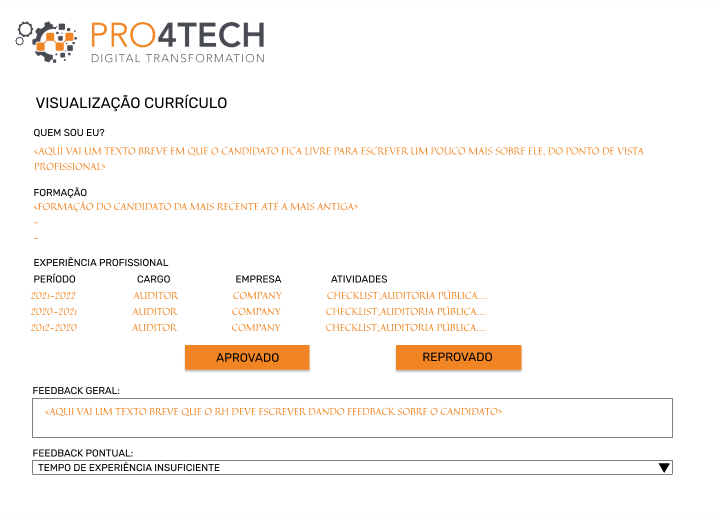 PRO4TECH
DIGITAL TRANSFORMATION
VISUALIZAÇÃO CURRÍCULO
QUEM SOU EU?
<AQUI VAI UM TEXTO BREVE EM QUE O CANDIDATO FICA LIVRE PARA ESCREVER UM POUCO MAIS SOBRE ELE, DO PONTO DE VISTA
PROFISSIONAL>
FORMAÇÃO
<FORMAÇÃO DO CANDIDATO DA MAIS RECENTE ATÉ A MAIS ANTIGA>
-
-
EXPERIÊNCIA PROFISSIONAL
PERÍODO CARGO EMPRESA ATIVIDADES
2021-2022 AUDITOR COMPANY CHECKLIST;AUDITORIA PÚBLICA....
2020-2021 AUDITOR COMPANY CHECKLIST;AUDITORIA PÚBLICA....
2012-2020 AUDITOR COMPANY CHECKLIST;AUDITORIA PÚBLICA....
APROVADO REPROVADO
FEEDBACK GERAL:
<AQUI VAI UM TEXTO BREVE QUE O RH DEVE ESCREVER DANDO FEEDBACK SOBRE O CANDIDATO>
FEEDBACK PONTUAL:
TEMPO DE EXPERIÊNCIA INSUFICIENTE